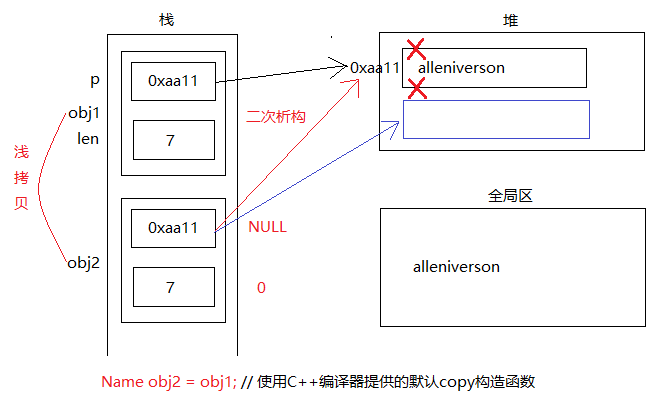 栈
堆
p
0xaa11
0xaa11
alleniverson
obj1
二次析构
len
7
浅
拷
贝
全局区
0xaa11
NULL
obj2
alleniverson
7
0
Name obj2 = obj1; // 使用C++编译器提供的默认copy构造函数